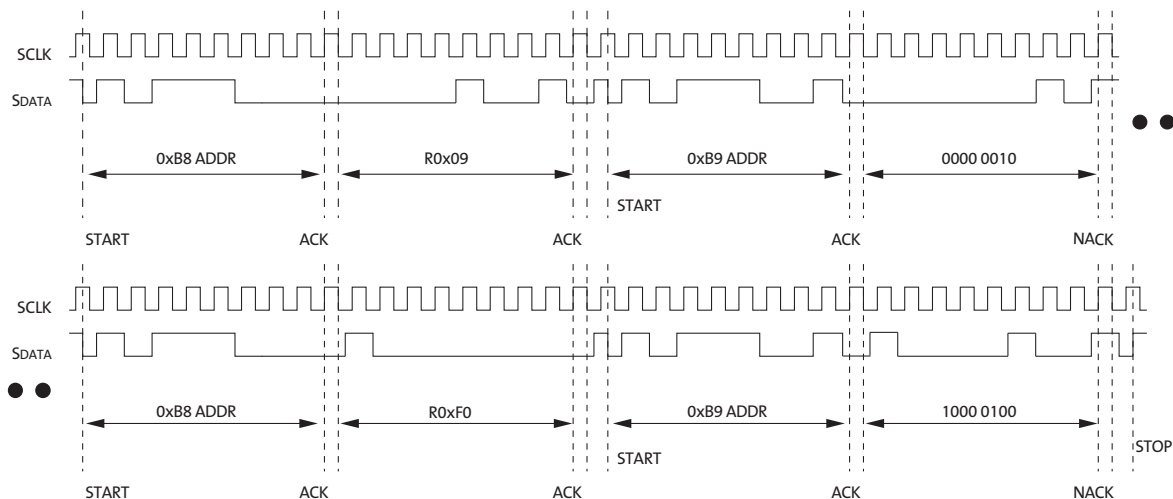 SCLK
SDATA
0xB8 ADDR R0x09 0xB9 ADDR 0000 0010
START
START ACK ACK ACK NACK
SCLK
SDATA
0xB8 ADDR R0xF0 0xB9 ADDR 1000 0100
START STOP
START ACK ACK ACK NACK